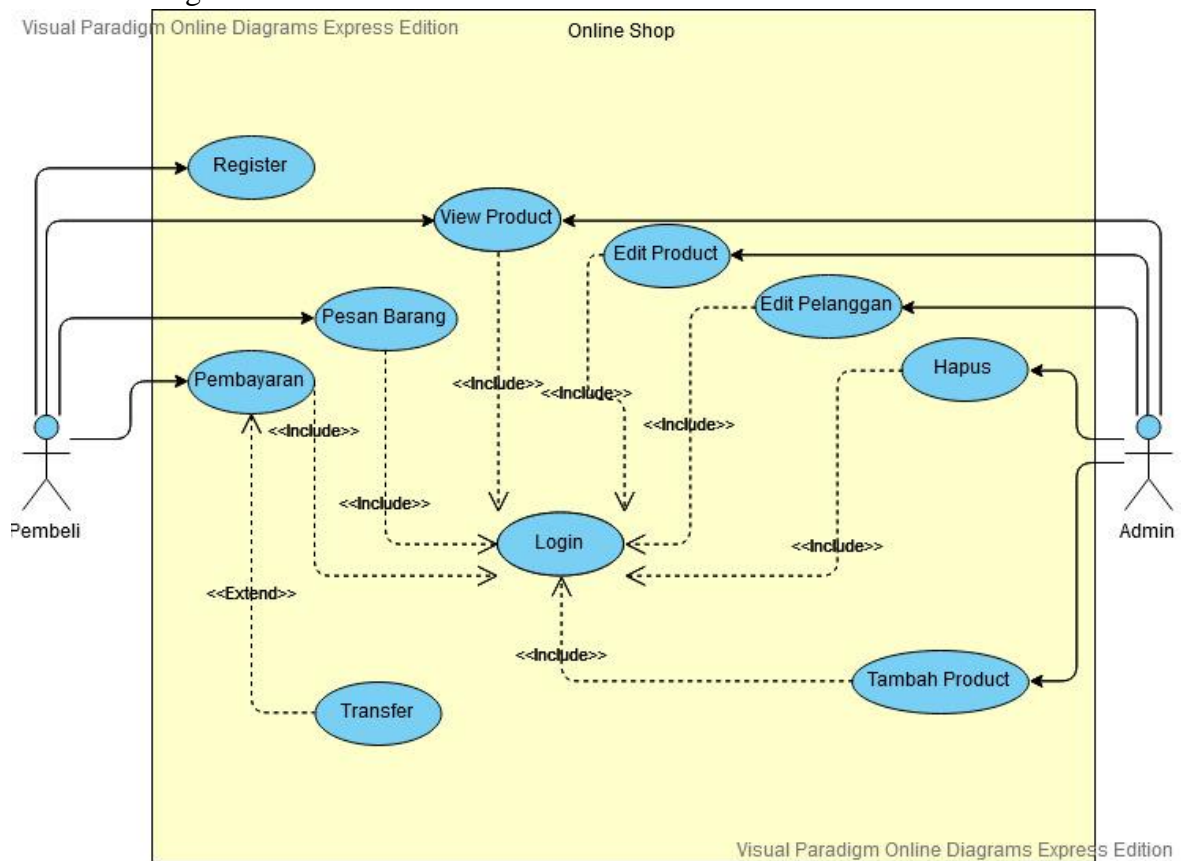 Visual Paradigm Online Diagrams Express Edition
Online Shop
Register
View Product
Edit Product
Edit Pelanggan
Pesan Barang
Hapus
Pembayaran
<<Include>>
<<Include>>
<<Include>>
<<Include>>
<<Include>>
Pembeli
Admin
Login
<<Include>>
<<Extend>>
<<Include>>
Tambah Product
Transfer
Visual Paradigm Online Diagrams Express Edition